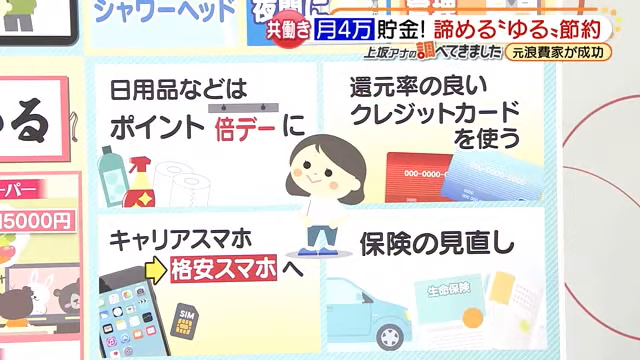 シャワーヘッド
夜間に
共働き
月4万貯金!諦める〝ゆる〟節約
上坂アナの調べてきました
元浪費家が成功
日用品などは
ポイント 倍デーに
還元率の良い
クレジットカード
を使う
000-0000-0000-
000-0000-
キャリアスマホ
格安スマホへ
SIM
保険の見直し
生命保険
ーパー
5000円